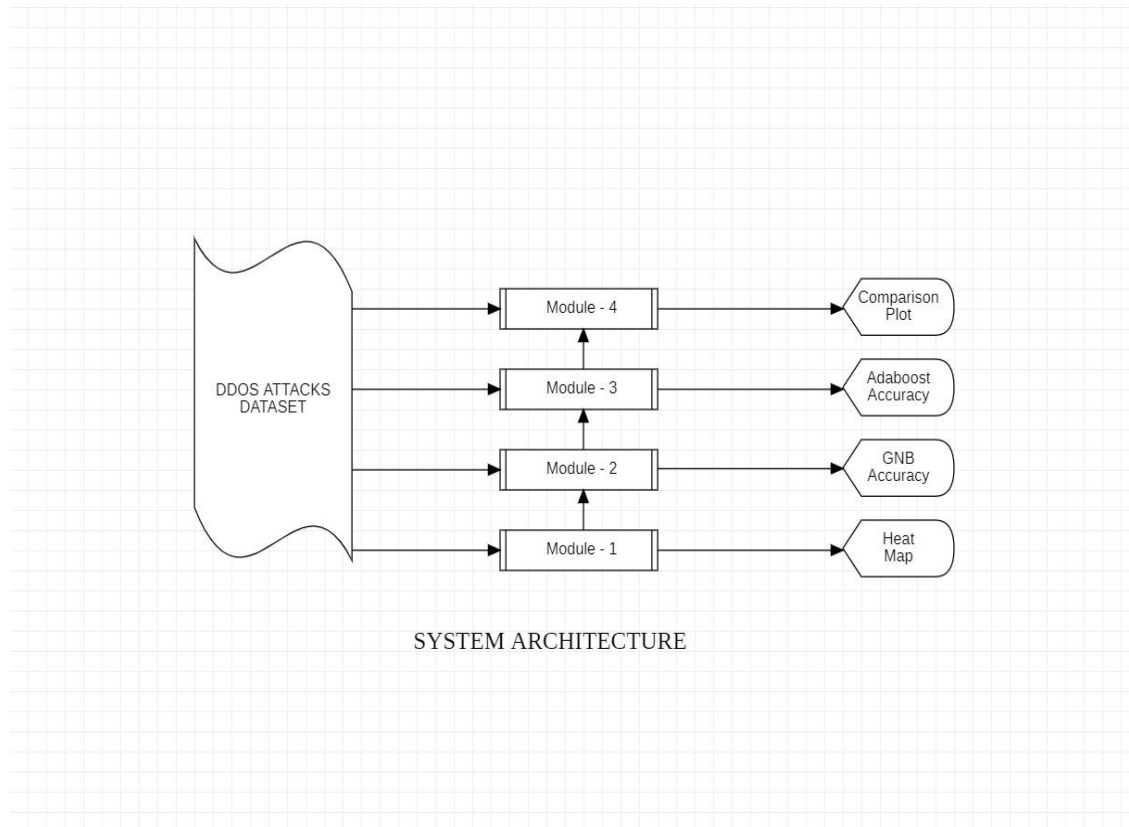 DDOS ATTACKS
DATASET
Module - 4
Comparison
Plot
Module - 3
Adaboost
Accuracy
Module - 2
GNB
Accuracy
Module - 1
Heat
Map
SYSTEM ARCHITECTURE